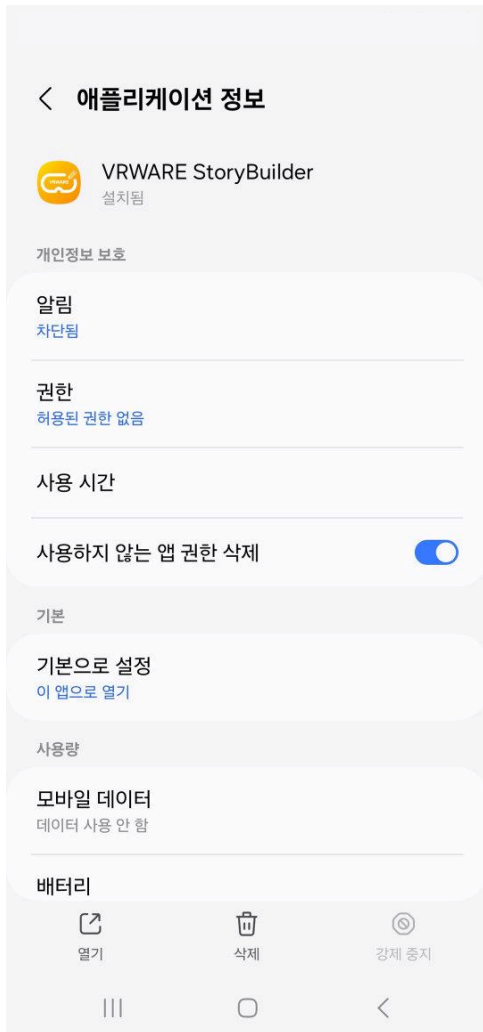 애플리케이션 정보
VRWARE StoryBuilder
설치됨
개인정보 보호
알림
차단됨
권한
허용된 권한 없음
사용 시간
사용하지 않는 앱 권한 삭제
기본
기본으로 설정
이 앱으로 열기
사용량
모바일 데이터
데이터 사용 안 함
배터리
열기
삭제
강제 중지